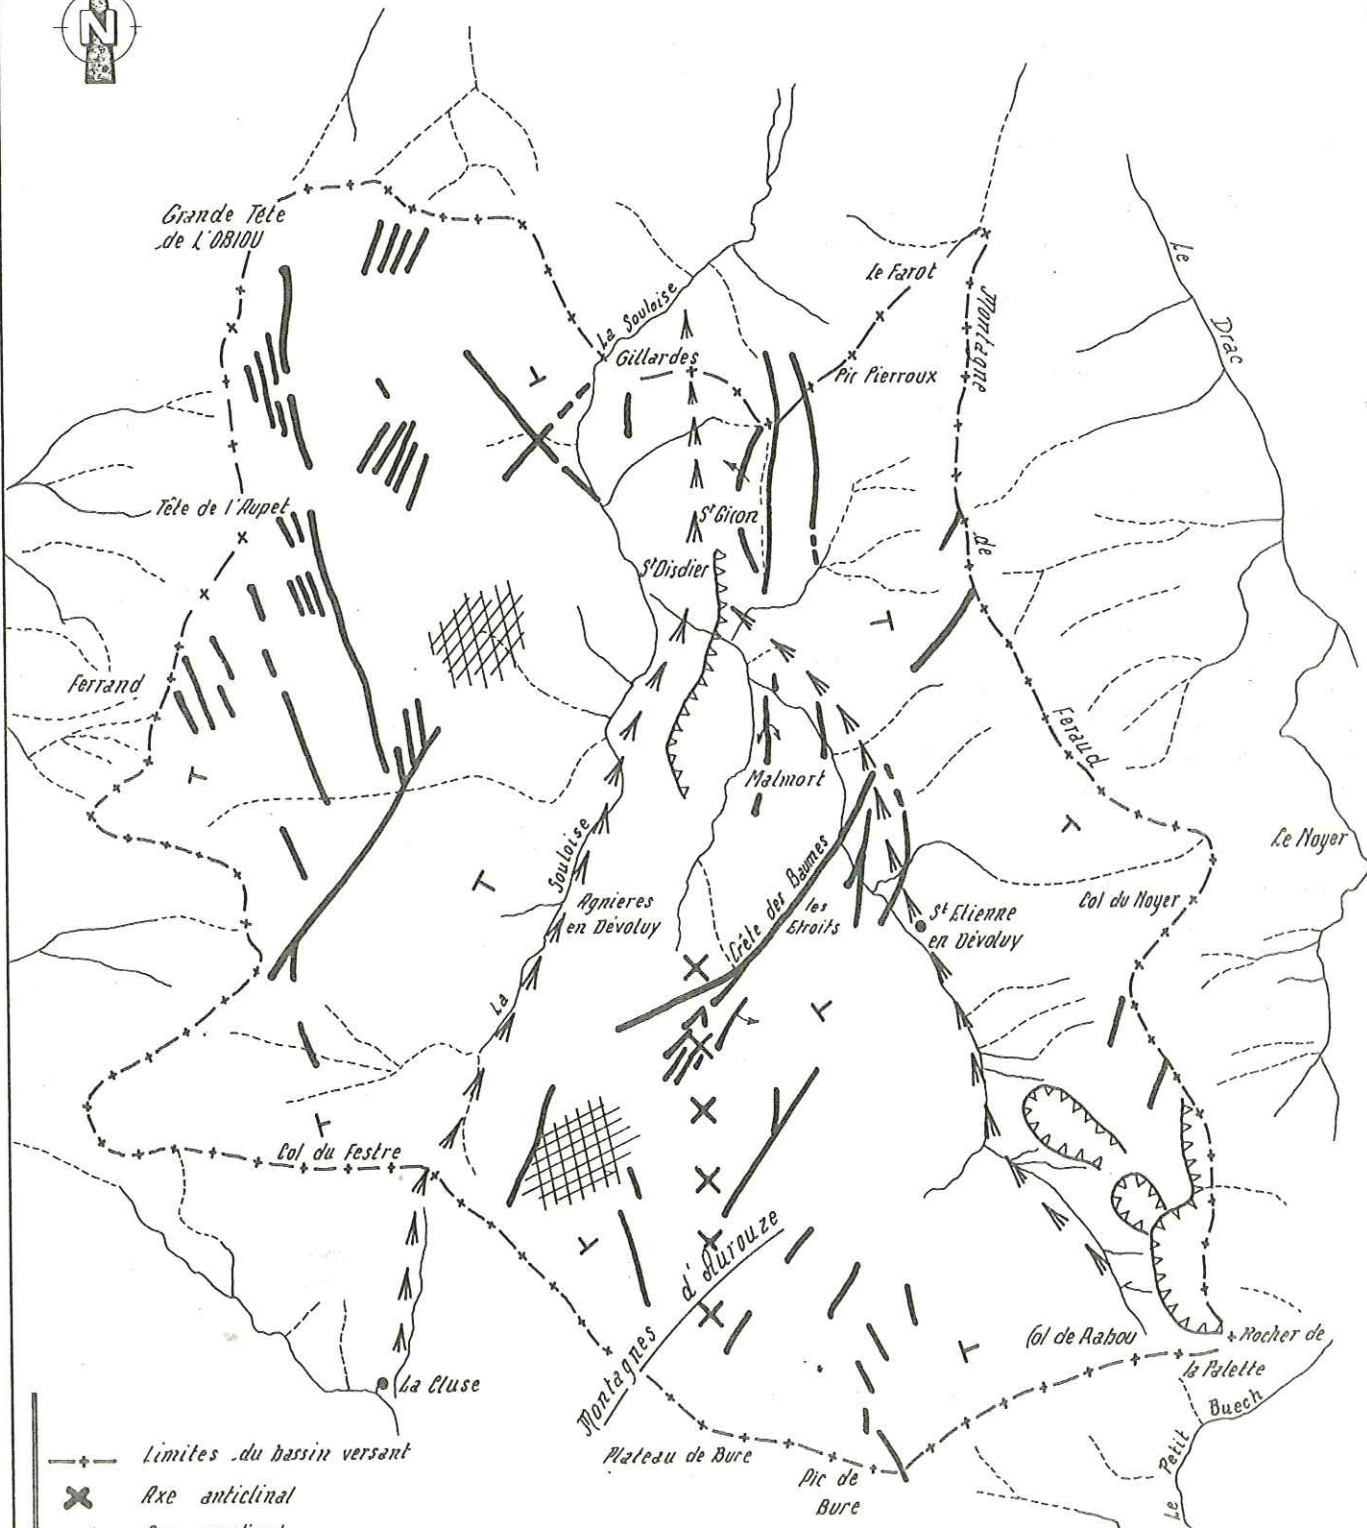 N
Grande Tête
de L'OBIOU
La Souloise
Gillardes
Le Farot
Pic Pierroux
Montagne
de
Feraud
Le
Drac
Tête de l'Aupet
St Giron
St Disdier
Ferrand
Malmort
Le Noyer
Col du Noyer
Souloise
La
Agnieres
en Dévoluy
Crête des Baumes
les
Etroits
St Etienne
en Dévoluy
Col du Festre
Montagnes d'Aurouze
Col de Rabou
Rocher de
la Palette
La Cluse
Le Petit Buech
Plateau de Bure
Pic de
Bure
Limites du bassin versant
Axe anticlinal